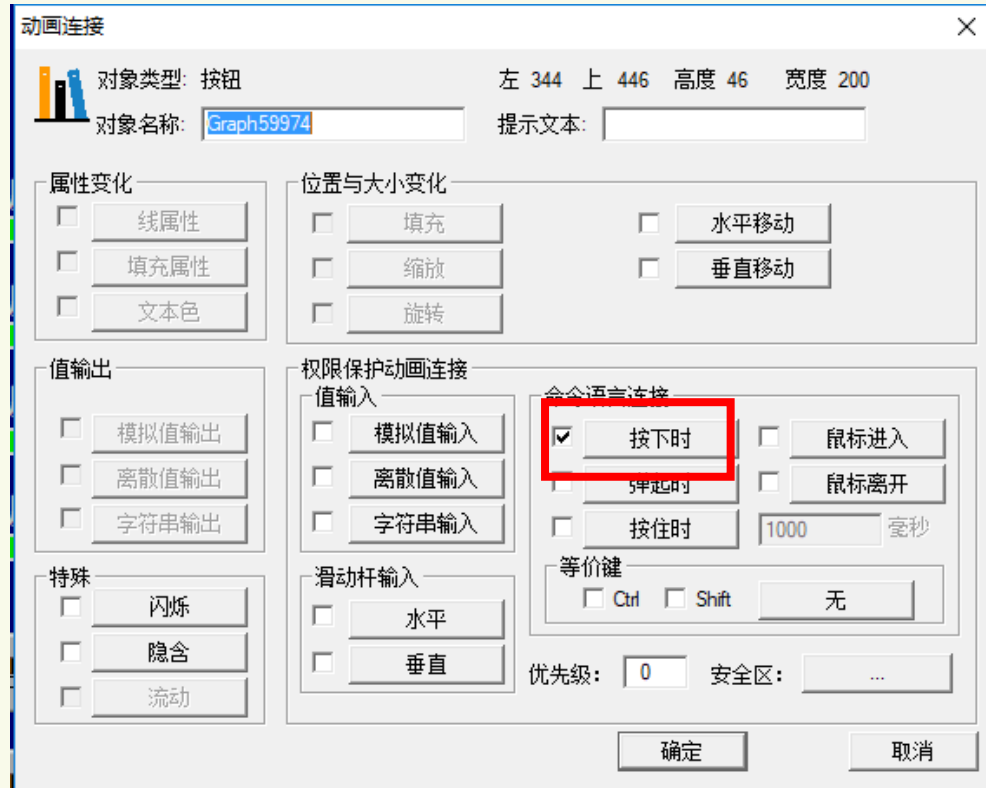 动画连接
对象类型: 按钮 左 344 上 446 高度 46 宽度 200
对象名称: Graph59974 提示文本:
属性变化 位置与大小变化
线属性 填充 水平移动
填充属性 缩放 垂直移动
文本色 旋转
值输出 权限保护动画连接
值输入 命令语言连接
模拟值输出 模拟值输入 按下时 鼠标进入
离散值输出 离散值输入 弹起时 鼠标离开
字符串输出 字符串输入 按住时 1000 毫秒
特殊 滑动杆输入 等价键
闪烁 水平 Ctrl Shift 无
隐含 垂直 优先级: 0 安全区: ...
流动
确定 取消